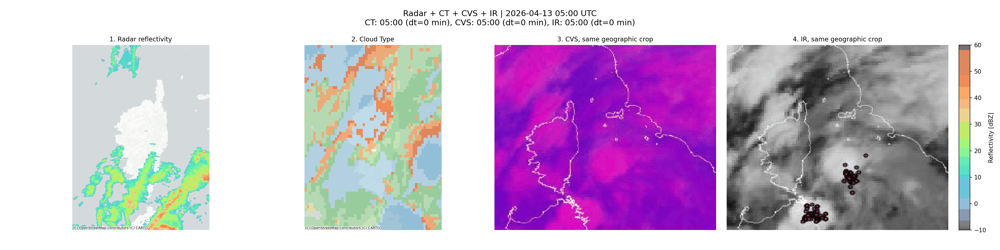 Radar + CT + CVS + IR | 2026-04-13 05:00 UTC
CT: 05:00 (dt=0 min), CVS: 05:00 (dt=0 min), IR: 05:00 (dt=0 min)
1. Radar reflectivity
2. Cloud Type
3. CVS, same geographic crop
4. IR, same geographic crop
(C) OpenStreetMap contributors (C) CARTO
(C) OpenStreetMap contributors (C) CARTO
60
50
40
30
20
10
0
−10
Reflectivity [dBZ]